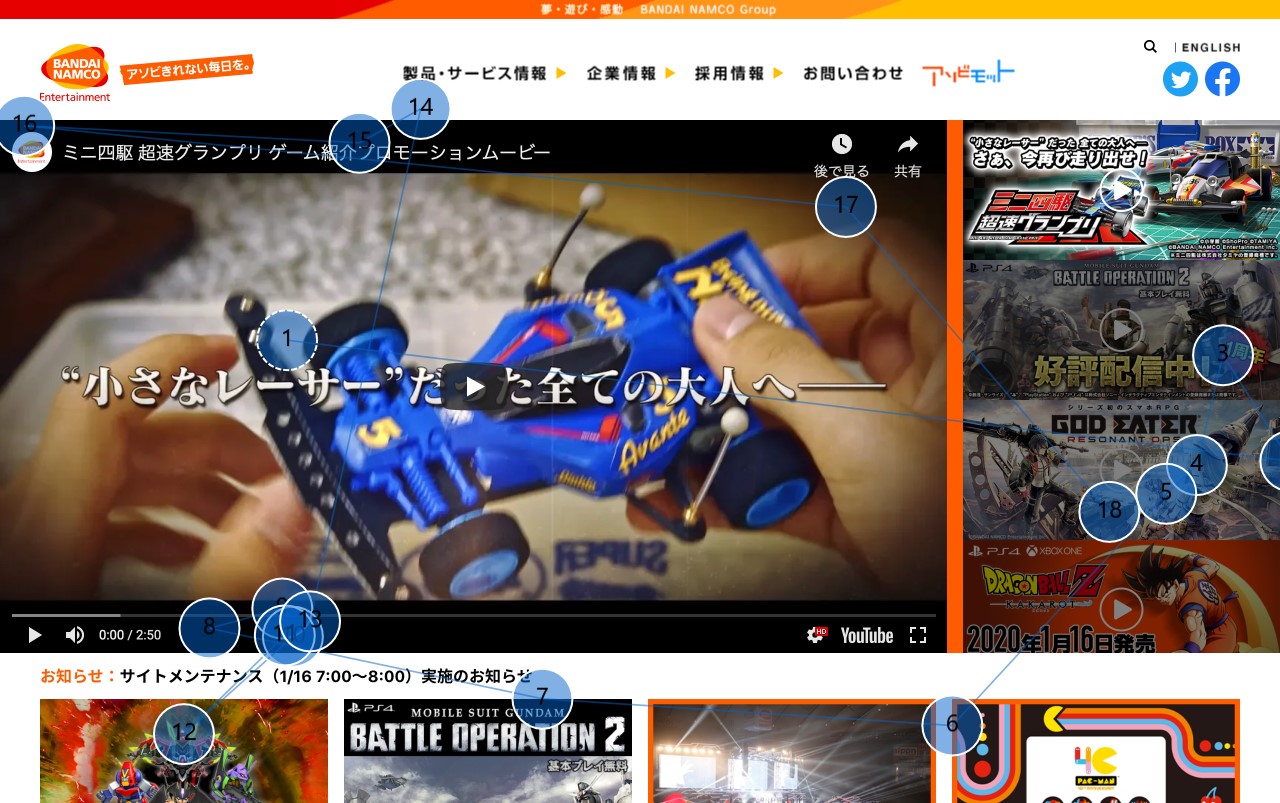 夢・遊び・感動 BANDAI NAMCO Group
BANDAI
NAMCO
Entertainment
アソビきれない毎日を。
製品・サービス情報
企業情報
採用情報
お問い合わせ
アソビモット
ENGLISH
ミニ四駆 超速グランプリ ゲーム紹介プロモーションムービー
後で見る
共有
“小さなレーサー”だった全ての大人へ——
Avante
0:00 / 2:50
HD
YouTube
“小さなレーサー”だった全ての大人へ―
さぁ、今再び走り出せ！
ミニ四駆
超速グランプリ
PS4
MOBILE SUIT GUNDAM
BATTLE OPERATION 2
基本プレイ無料
好評配信中！
1周年
シリーズ初のスマホRPG
GOD EATER
RESONANT OPS
PS4 XBOX ONE
DRAGON BALL Z
KAKAROT
2020年1月16日発売
お知らせ：サイトメンテナンス（1/16 7:00～8:00）実施のお知らせ
PS4
MOBILE SUIT GUNDAM
BATTLE OPERATION 2
基本プレイ無料
40
PAC-MAN
1
3
4
5
6
7
8
12
13
14
15
16
17
18